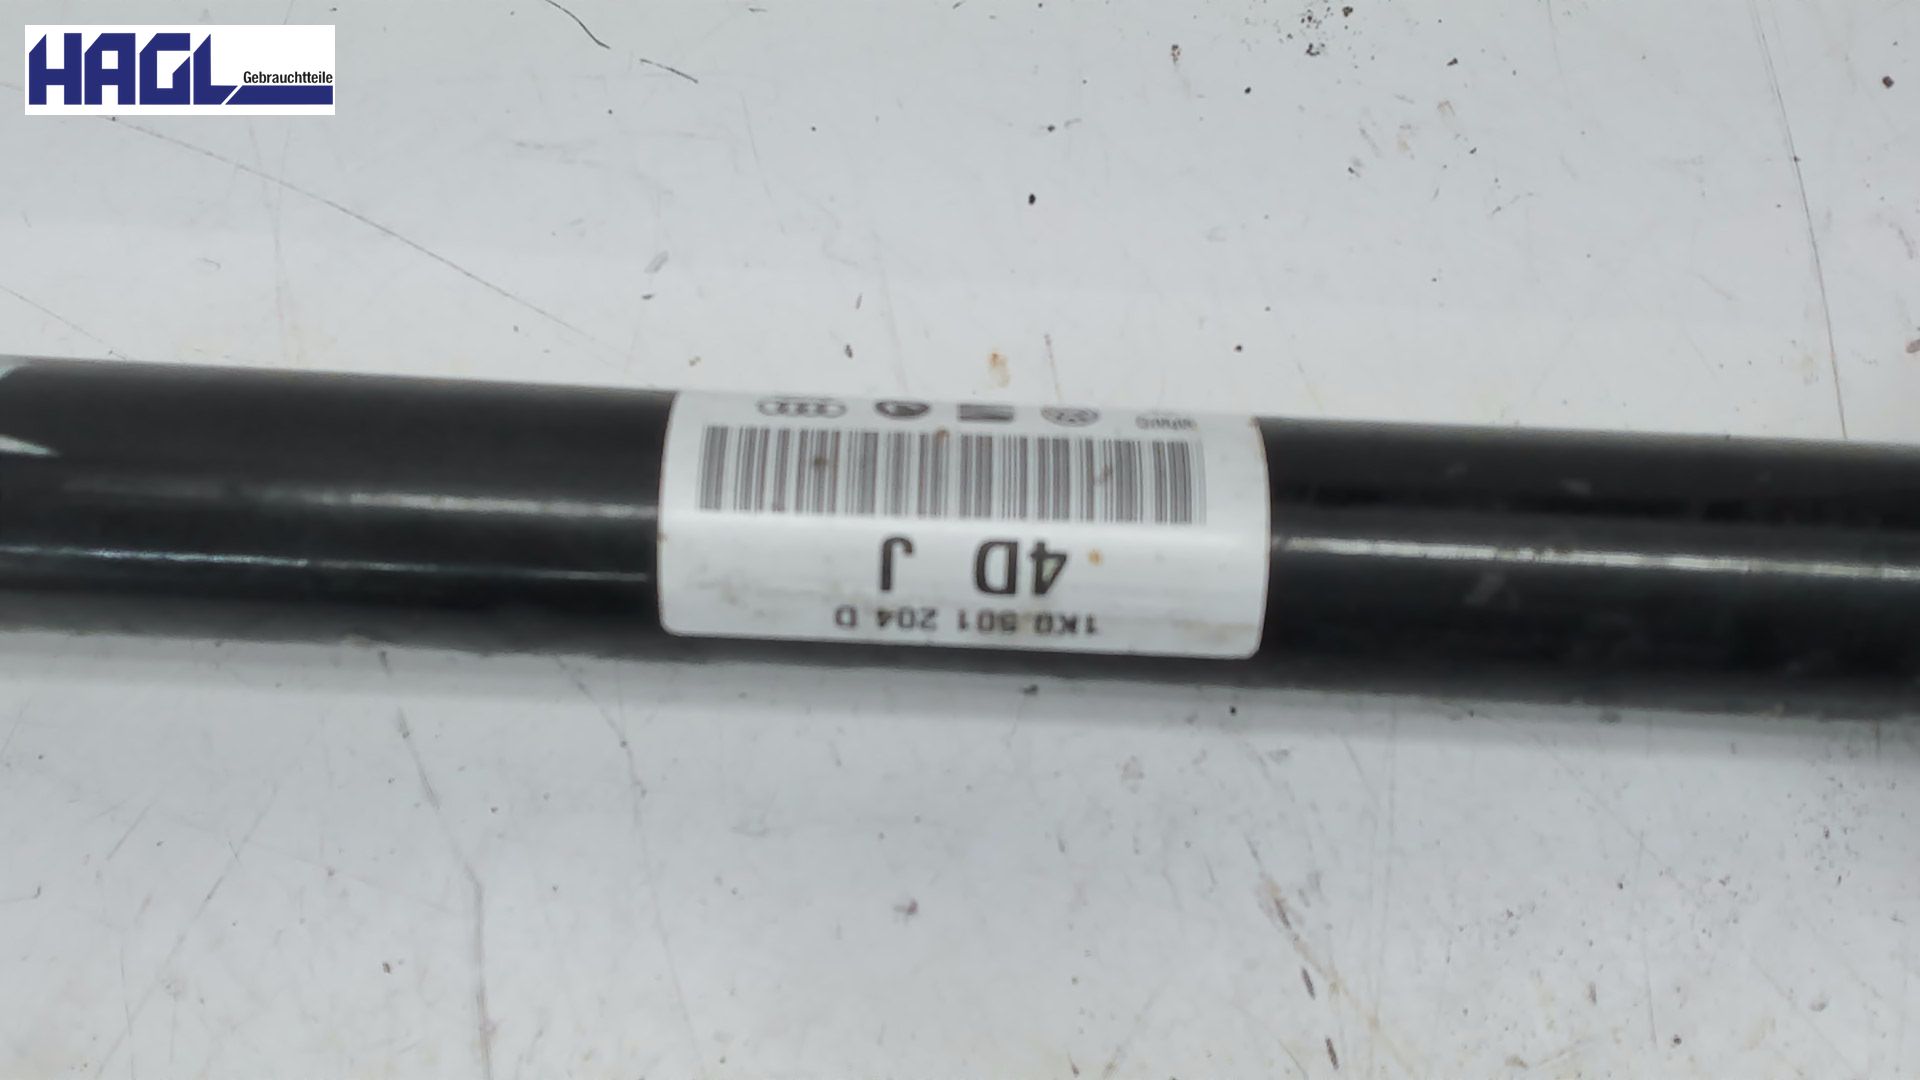 HAGL
Gebrauchtteile
1K0 501 204 D
4D J